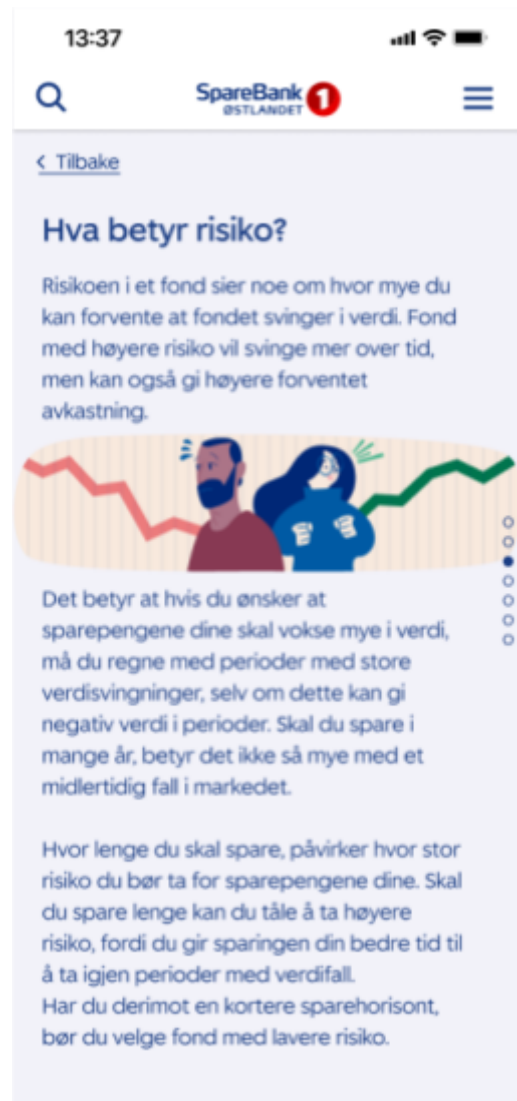 13:37
SpareBank 1
ØSTLANDET
< Tilbake
Hva betyr risiko?
Risikoen i et fond sier noe om hvor mye du
kan forvente at fondet svinger i verdi. Fond
med høyere risiko vil svinge mer over tid,
men kan også gi høyere forventet
avkastning.
Det betyr at hvis du ønsker at
sparepengene dine skal vokse mye i verdi,
må du regne med perioder med store
verdisvingninger, selv om dette kan gi
negativ verdi i perioder. Skal du spare i
mange år, betyr det ikke så mye med et
midlertidig fall i markedet.
Hvor lenge du skal spare, påvirker hvor stor
risiko du bør ta for sparepengene dine. Skal
du spare lenge kan du tåle å ta høyere
risiko, fordi du gir sparingen din bedre tid til
å ta igjen perioder med verdifall.
Har du derimot en kortere sparehorisont,
bør du velge fond med lavere risiko.